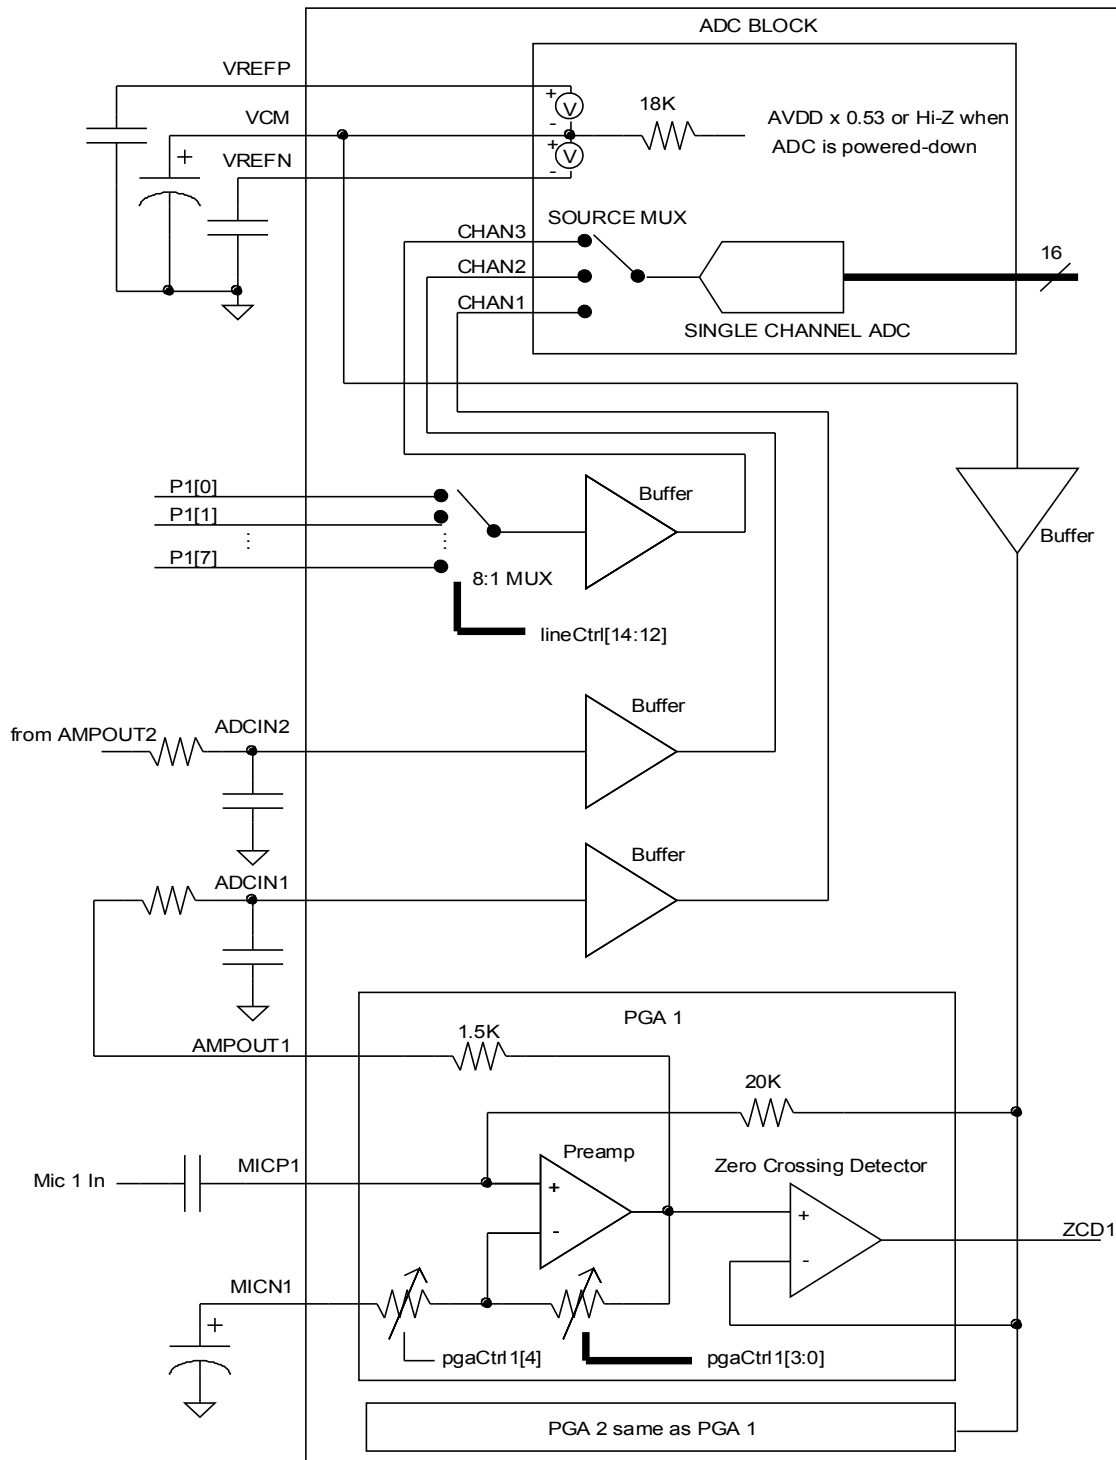 ADC BLOCK
VREFP
+
V
-
18K
AVDD x 0.53 or Hi-Z when
ADC is powered-down
VCM
+
+
V
-
VREFN
SOURCE MUX
CHAN3
CHAN2
CHAN1
16
SINGLE CHANNEL ADC
P1[0]
P1[1]
P1[7]
Buffer
Buffer
8:1 MUX
lineCtrl[14:12]
Buffer
from AMPOUT2
ADCIN2
Buffer
ADCIN1
PGA 1
AMPOUT1
1.5K
20K
Mic 1 In
MICP1
Preamp
Zero Crossing Detector
+
-
+
-
ZCD1
MICN1
+
pgaCtrl1[4]
pgaCtrl1[3:0]
PGA 2 same as PGA 1